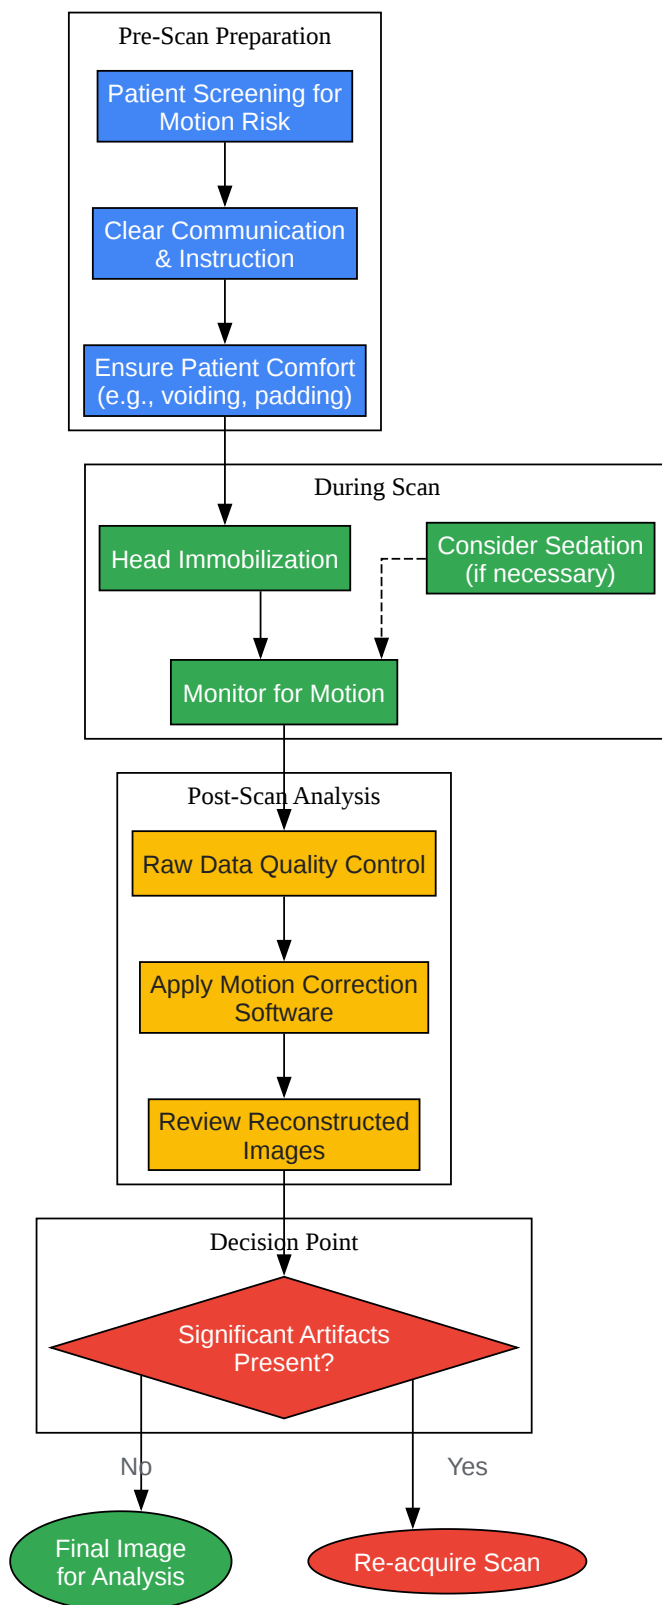 Pre-Scan Preparation
Patient Screening for
Motion Risk
Clear Communication
& Instruction
Ensure Patient Comfort
(e.g., voiding, padding)
During Scan
Head Immobilization
Consider Sedation
(if necessary)
Monitor for Motion
Post-Scan Analysis
Raw Data Quality Control
Apply Motion Correction
Software
Review Reconstructed
Images
Decision Point
Significant Artifacts
Present?
No
Yes
Final Image
for Analysis
Re-acquire Scan